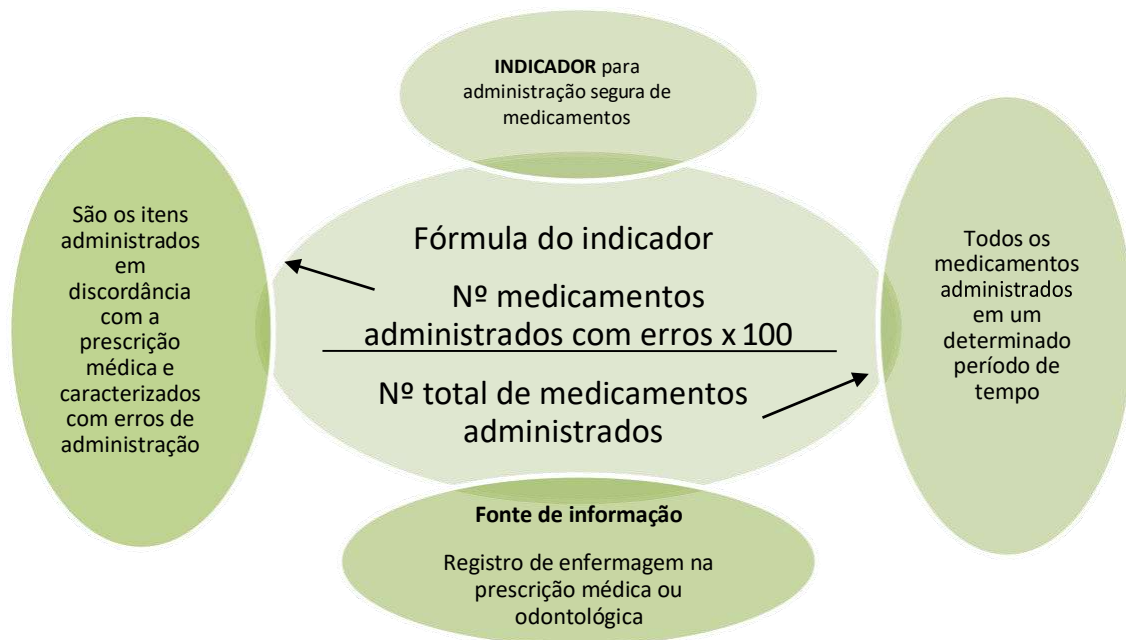 INDICADOR para
administração segura de
medicamentos
São os itens
administrados
em
discordância
com a
prescrição
médica e
caracterizados
com erros de
administração
Fórmula do indicador
Nº medicamentos
administrados com erros x 100
Nº total de medicamentos
administrados
Todos os
medicamentos
administrados
em um
determinado
período de
tempo
Fonte de informação
Registro de enfermagem na
prescrição médica ou
odontológica